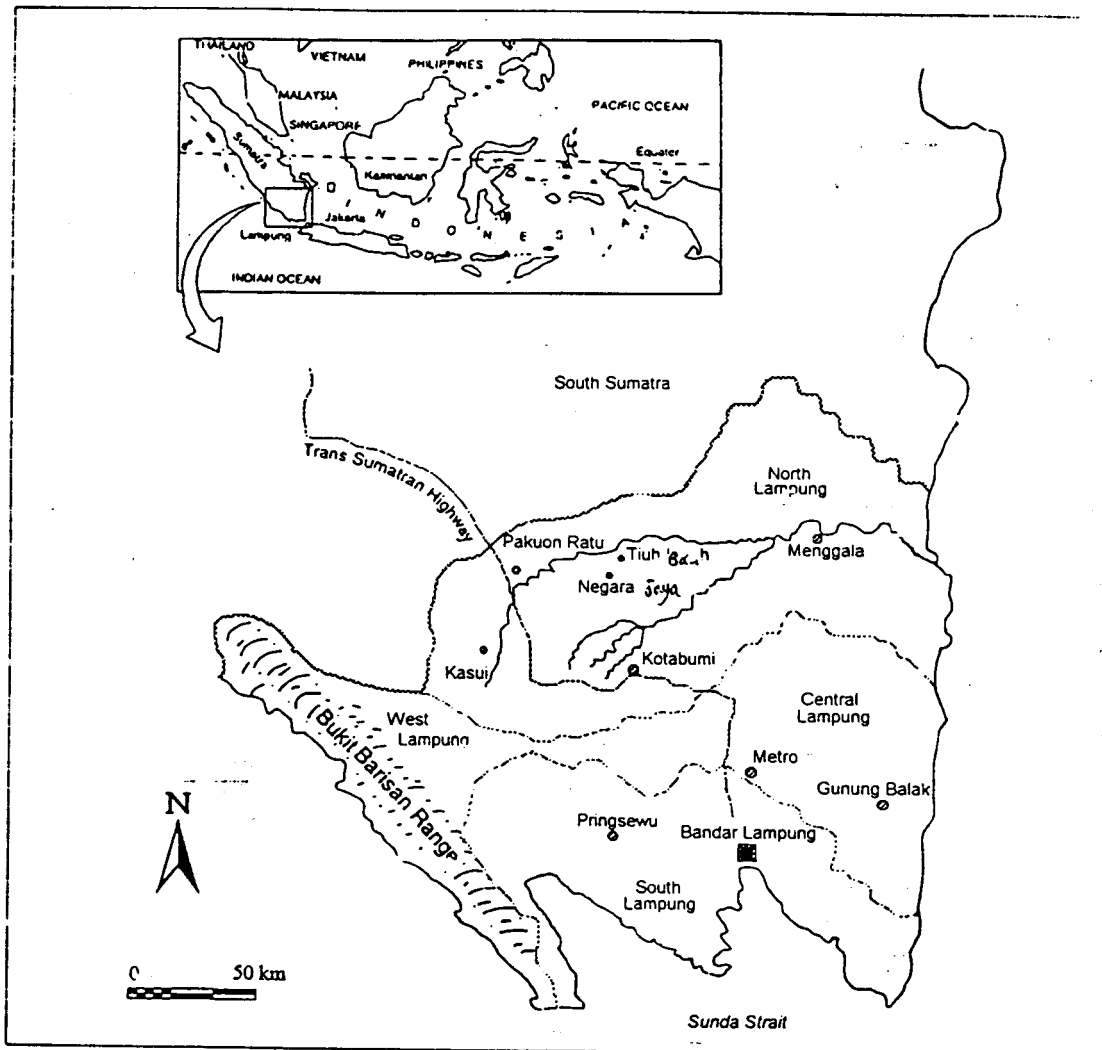 THAILAND
VIETNAM
PHILIPPINES
MALAYSIA
SINGAPORE
PACIFIC OCEAN
Sumatra
Equater
Kalimantan
INDONESIA
Jakarta
Lampung
INDIAN OCEAN
South Sumatra
Trans Sumatran Highway
North
Lampung
Pakuon Ratu
Tiuh
Menggala
Negara Jaya
Kasui
Kotabumi
West
Lampung
Central
Lampung
Bukit Barisan Range
Metro
Gunung Balak
N
Pringsewu
Bandar Lampung
South
Lampung
0 50 km
Sunda Strait